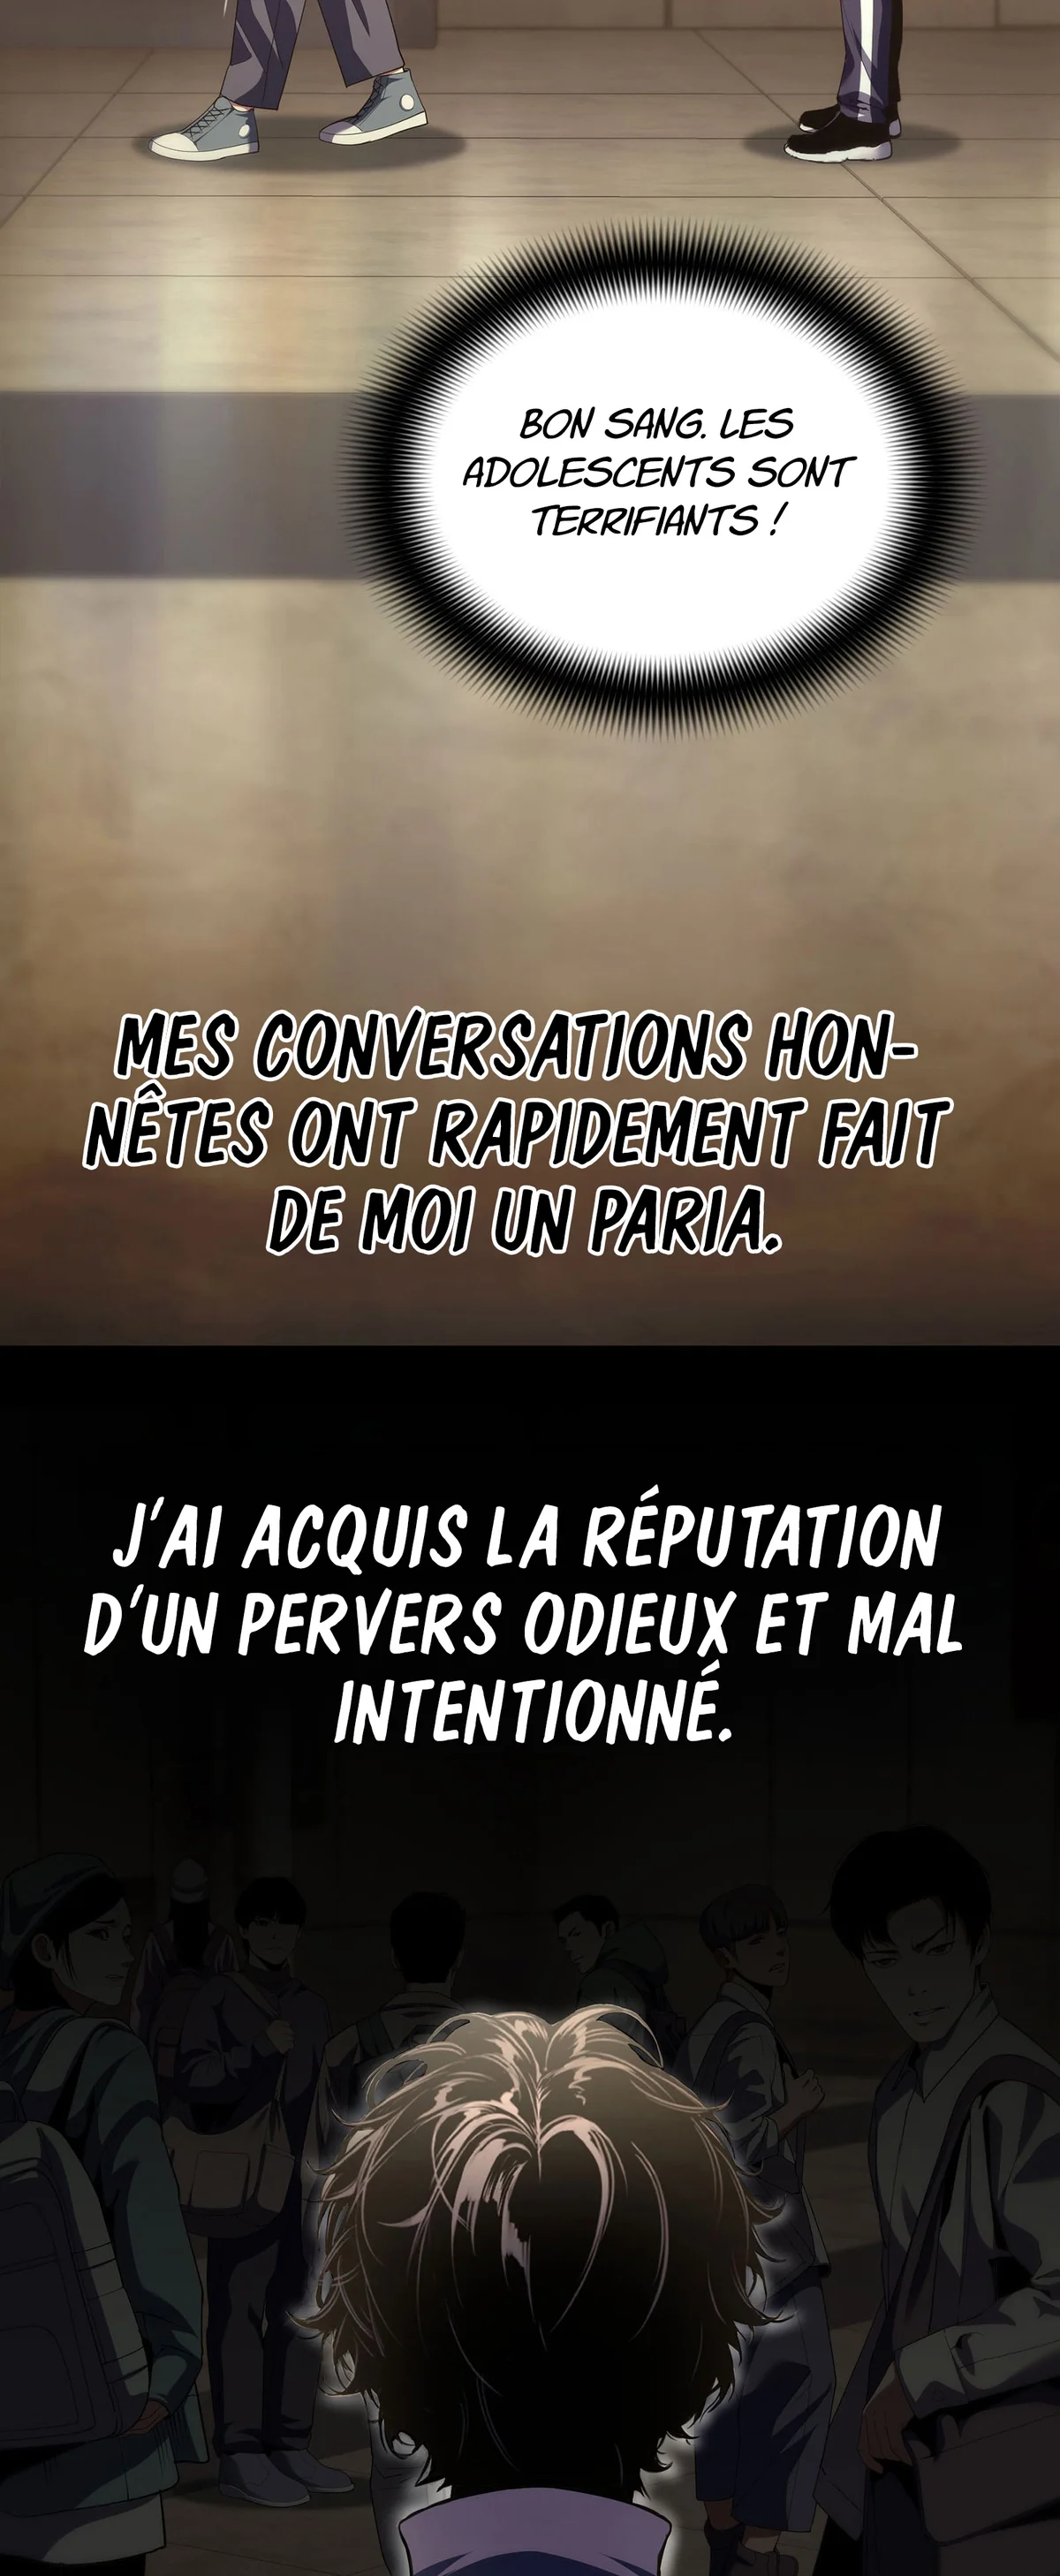 BON SANG. LES
ADOLESCENTS SONT
TERRIFIANTS !
MES CONVERSATIONS HON-
NÊTES ONT RAPIDEMENT FAIT
DE MOI UN PARIA.
J'AI ACQUIS LA RÉPUTATION
D'UN PERVERS ODIEUX ET MAL
INTENTIONNÉ.